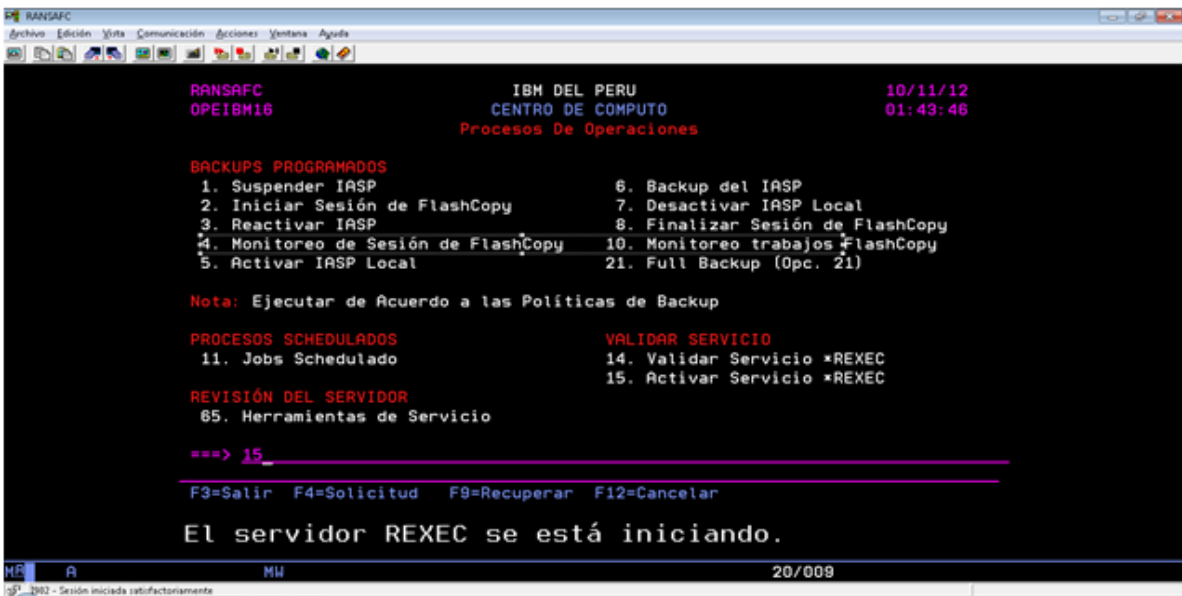 RANSAFC
Archivo Edición Vista Comunicación Acciones Ventana Ayuda
RANSAFC IBM DEL PERU 10/11/12
OPEIBM16 CENTRO DE COMPUTO 01:43:46
Procesos De Operaciones
BACKUPS PROGRAMADOS
1. Suspender IASP 6. Backup del IASP
2. Iniciar Sesión de FlashCopy 7. Desactivar IASP Local
3. Reactivar IASP 8. Finalizar Sesión de FlashCopy
4. Monitoreo de Sesión de FlashCopy 10. Monitoreo trabajos FlashCopy
5. Activar IASP Local 21. Full Backup (Opc. 21)
Nota: Ejecutar de Acuerdo a las Políticas de Backup
PROCESOS SCHEDULADOS VALIDAR SERVICIO
11. Jobs Schedulado 14. Validar Servicio *REXEC
15. Activar Servicio *REXEC
REVISIÓN DEL SERVIDOR
65. Herramientas de Servicio
===> 15
F3=Salir F4=Solicitud F9=Recuperar F12=Cancelar
El servidor REXEC se está iniciando.
MA A MW 20/009
1902 - Sesión iniciada satisfactoriamente